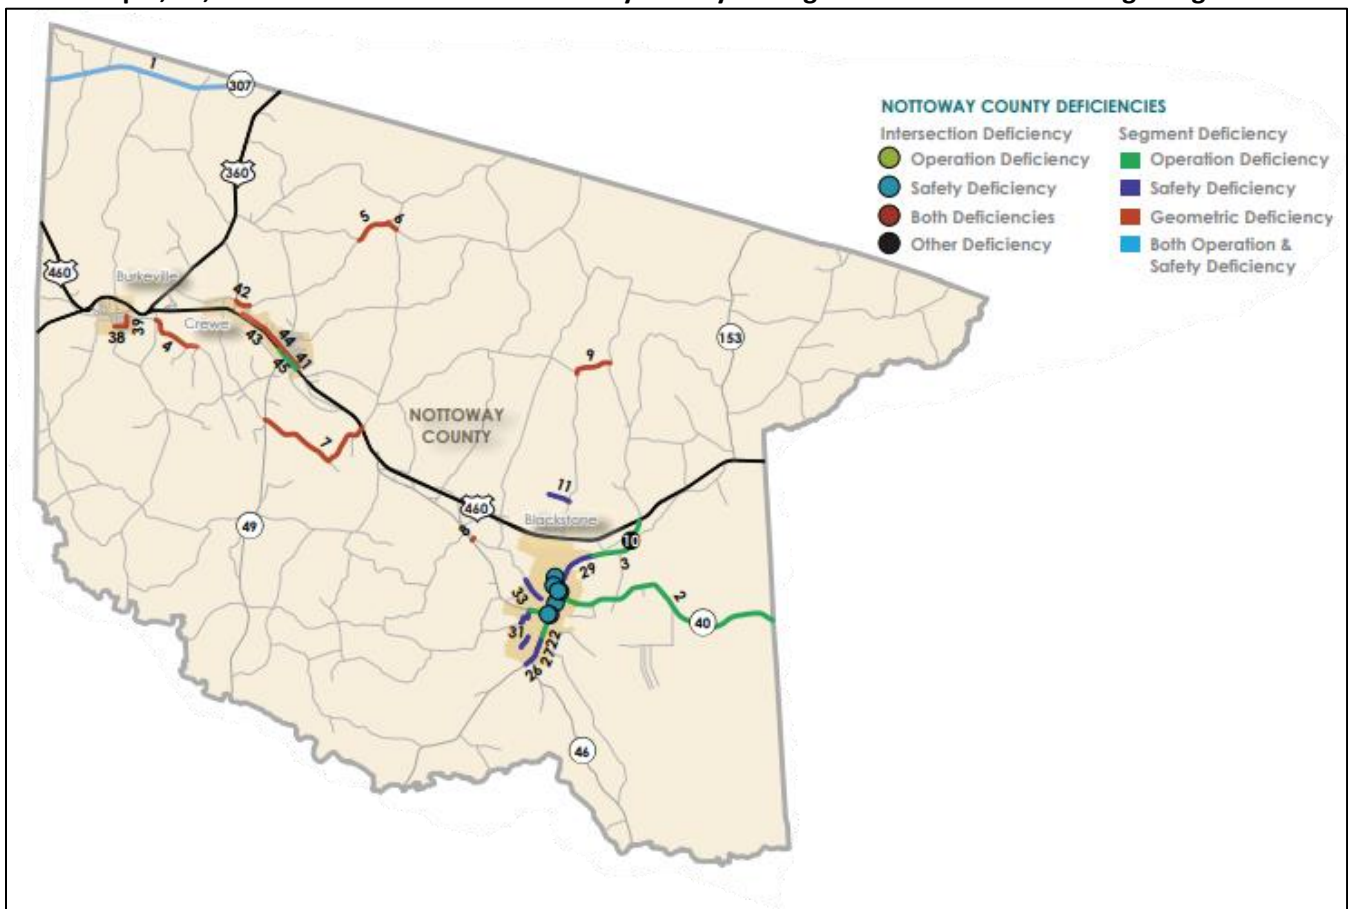 1
307
NOTTOWAY COUNTY DEFICIENCIES
Intersection Deficiency
Segment Deficiency
Operation Deficiency
Operation Deficiency
Safety Deficiency
Safety Deficiency
Both Deficiencies
Geometric Deficiency
Other Deficiency
Both Operation &
Safety Deficiency
360
5
6
460
Burkeville
42
Crewe
38
39
4
43
44
41
45
153
9
NOTTOWAY
COUNTY
7
11
460
Blackstone
49
8
10
29
3
33
2
40
31
22
27
26
46